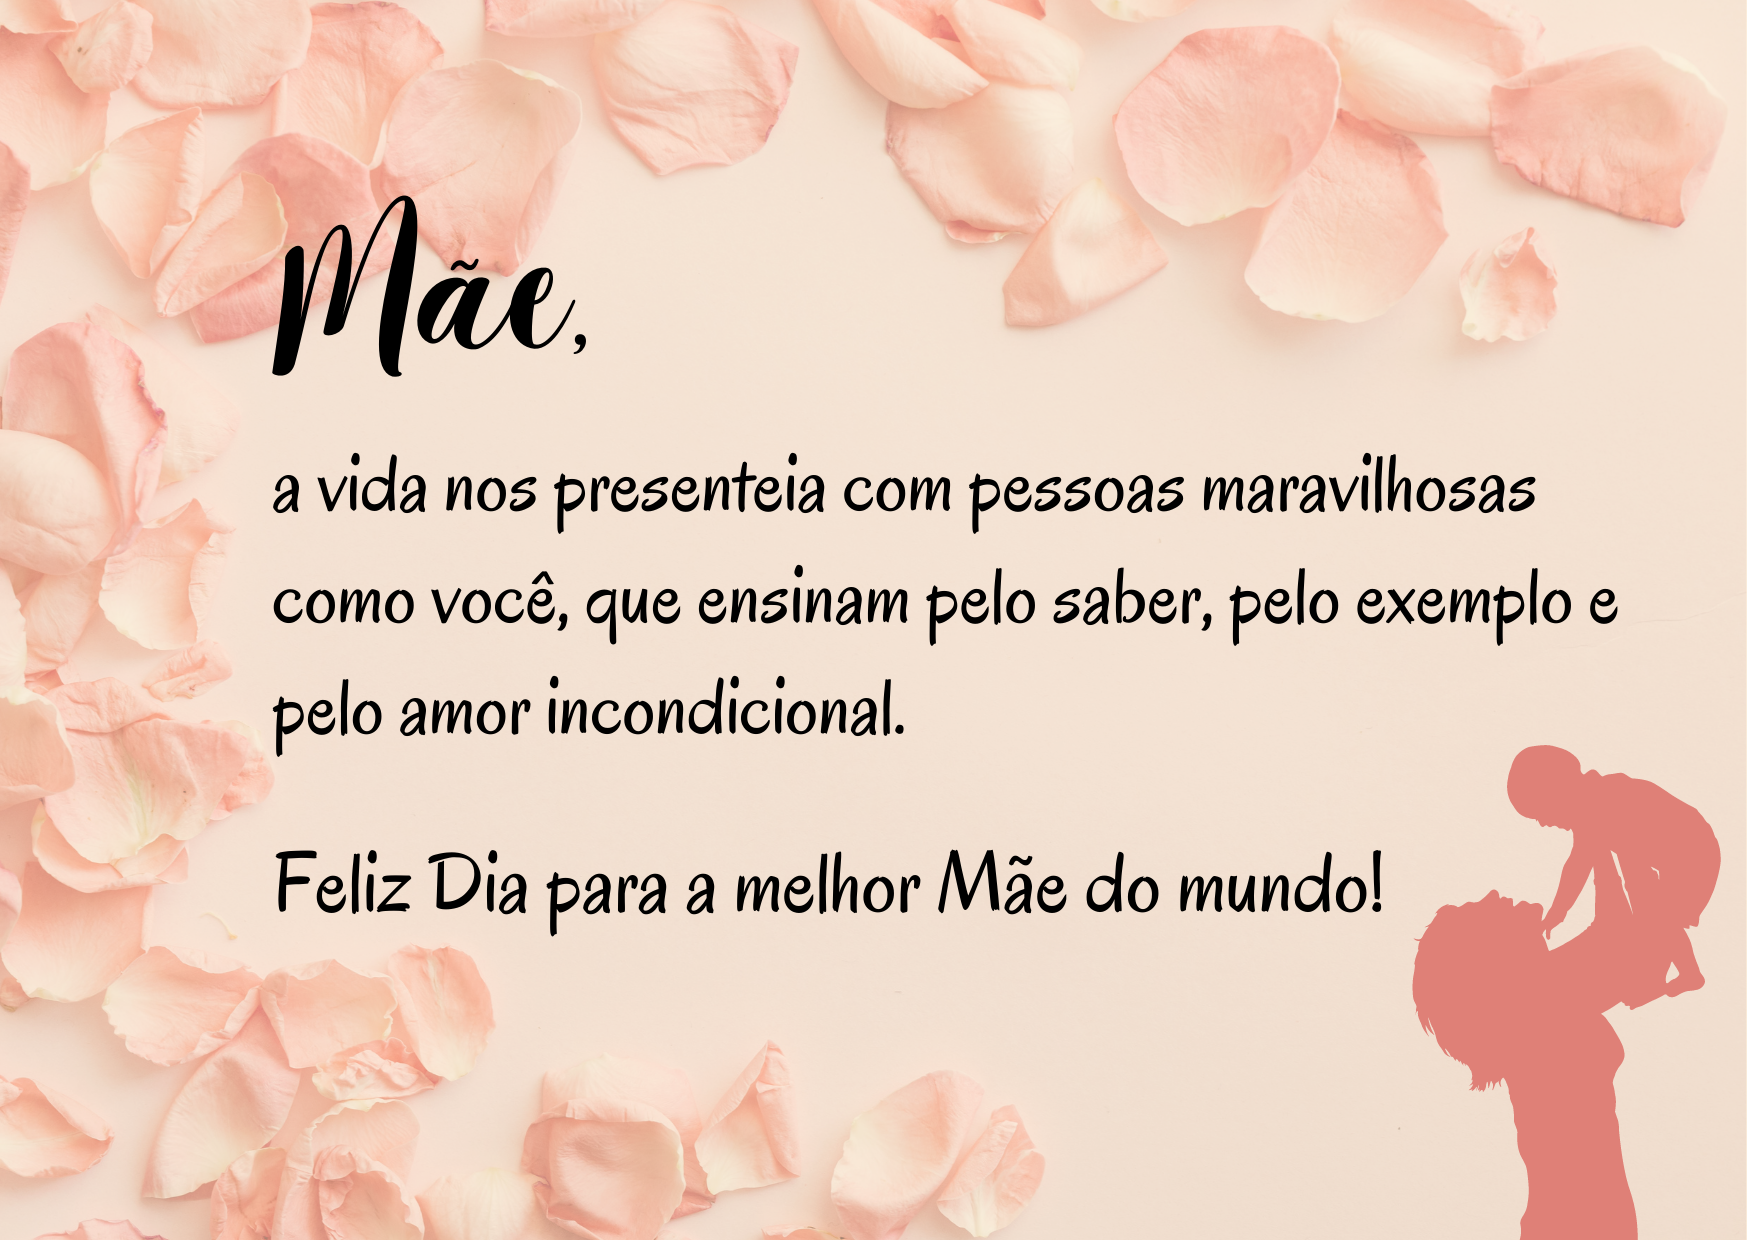 Mãe,
a vida nos presenteia com pessoas maravilhosas
como você, que ensinam pelo saber, pelo exemplo e
pelo amor incondicional.
Feliz Dia para a melhor Mãe do mundo!